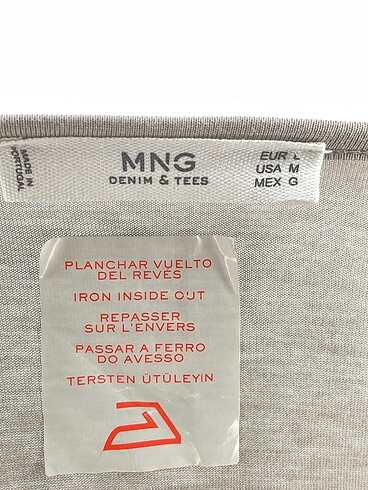 MADE IN
PORTUGAL
MNG
DENIM & TEES
EUR L
USA M
MEX G
PLANCHAR VUELTO
DEL REVÉS
IRON INSIDE OUT
REPASSER
SUR L'ENVERS
PASSAR A FERRO
DO AVESSO
TERSTEN ÜTÜLEYİN